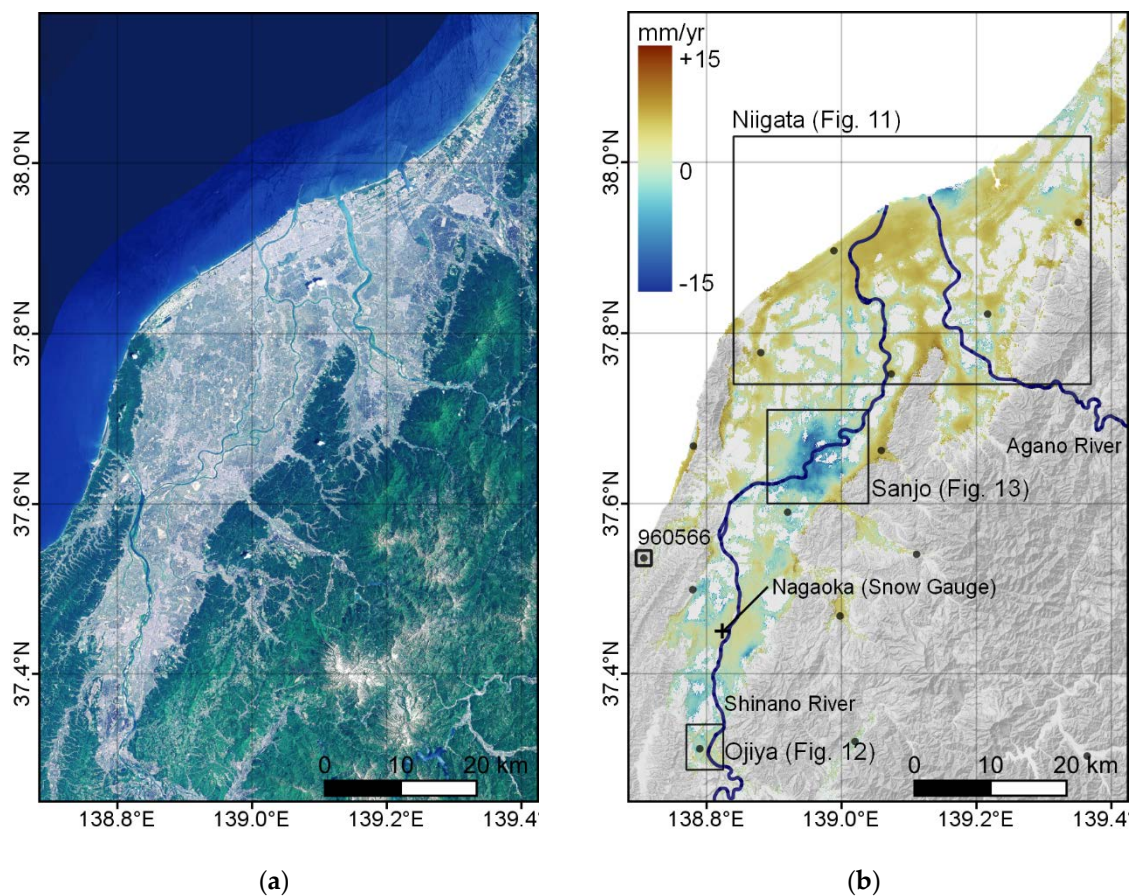 mm/yr
+15
0
-15
Niigata (Fig. 11)
38.0°N
38.0°N
37.8°N
37.8°N
Agano River
Sanjo (Fig. 13)
37.6°N
37.6°N
960566
Nagaoka (Snow Gauge)
37.4°N
37.4°N
Shinano River
Ojiya (Fig. 12)
0 10 20 km
0 10 20 km
138.8°E 139.0°E 139.2°E 139.4°
138.8°E 139.0°E 139.2°E 139.4°E
(a)
(b)